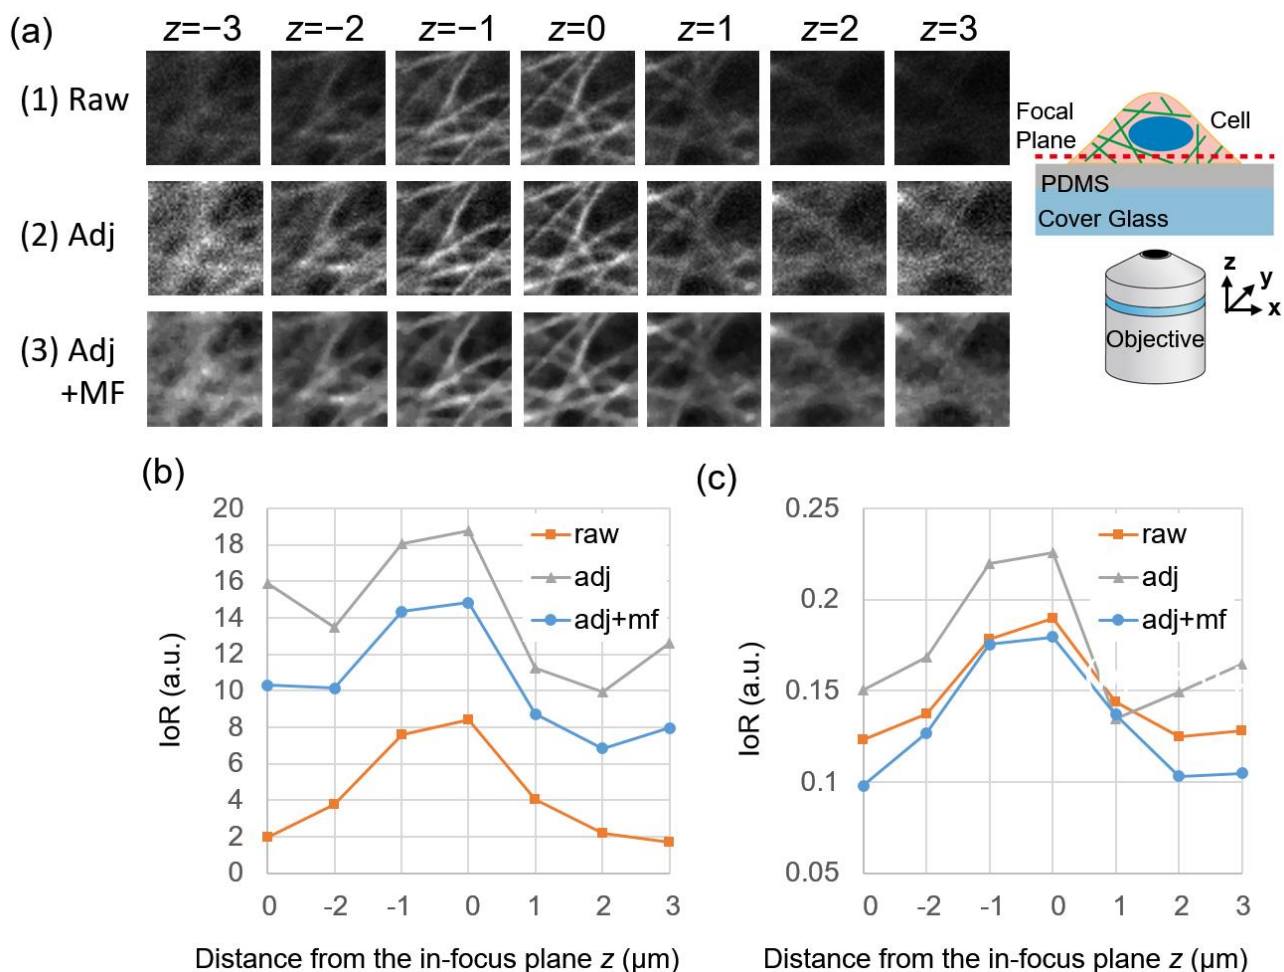 (a)
z=−3 z=−2 z=−1 z=0 z=1 z=2 z=3
(1) Raw
(2) Adj
(3) Adj
+MF
Focal
Plane
Cell
PDMS
Cover Glass
z
y
x
Objective
(b)
20
18
16
14
12
10
8
6
4
2
0
IoR (a.u.)
raw
adj
adj+mf
0 -2 -1 0 1 2 3
Distance from the in-focus plane z (μm)
(c)
0.25
0.2
0.15
0.1
0.05
IoR (a.u.)
raw
adj
adj+mf
0 -2 -1 0 1 2 3
Distance from the in-focus plane z (μm)